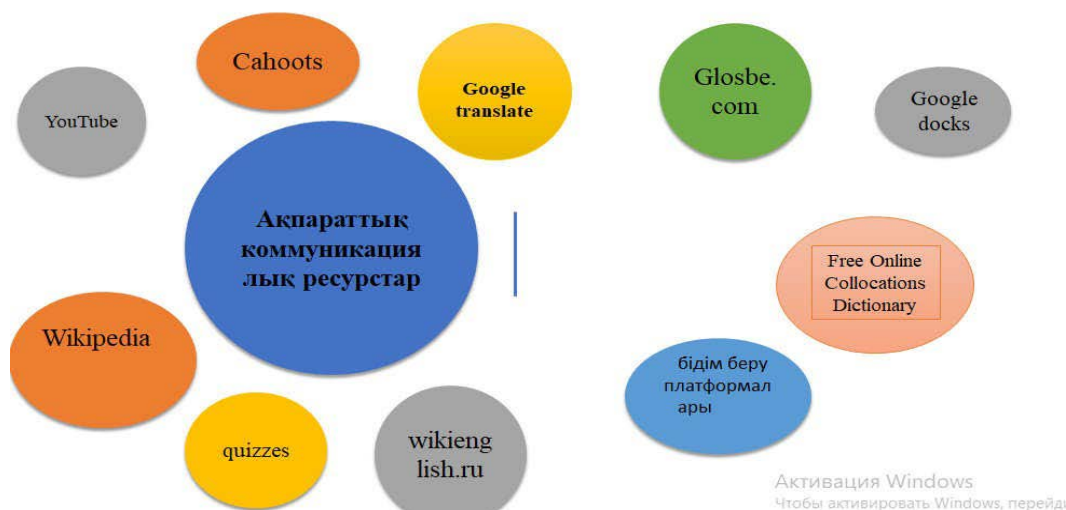 Cahoots
YouTube
Google
translate
Glosbe.
com
Google
docks
Ақпараттық
коммуникация
лық ресурстар
Free Online
Collocations
Dictionary
Wikipedia
бідім беру
платформал
ары
quizzes
wikieng
lish.ru
Активация Windows
Чтобы активировать Windows, перейди